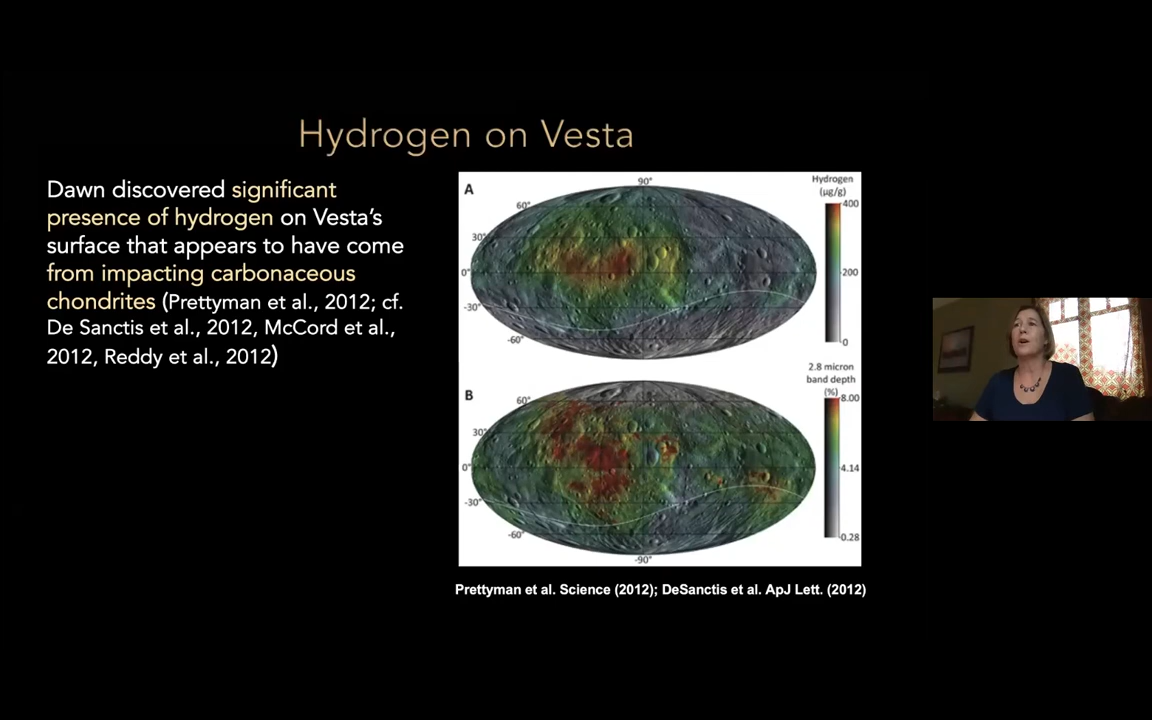 Hydrogen on Vesta
Dawn discovered significant
presence of hydrogen on Vesta's
surface that appears to have come
from impacting carbonaceous
chondrites (Prettyman et al., 2012; cf.
De Sanctis et al., 2012, McCord et al.,
2012, Reddy et al., 2012)
A
90°
60°
30°
0°
-30°
-60°
Hydrogen
(μg/g)
400
200
0
B
60°
30°
0°
-30°
-60°
-90°
2.8 micron
band depth
(%)
8.00
4.14
0.28
Prettyman et al. Science (2012); DeSanctis et al. ApJ Lett. (2012)